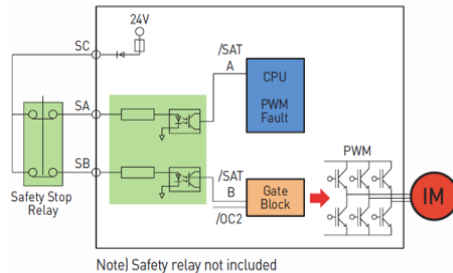 24V
SC
/SAT
A
CPU
PWM
Fault
SA
SB
/SAT
B
/OC2
Gate
Block
PWM
IM
Safety Stop
Relay
Note) Safety relay not included